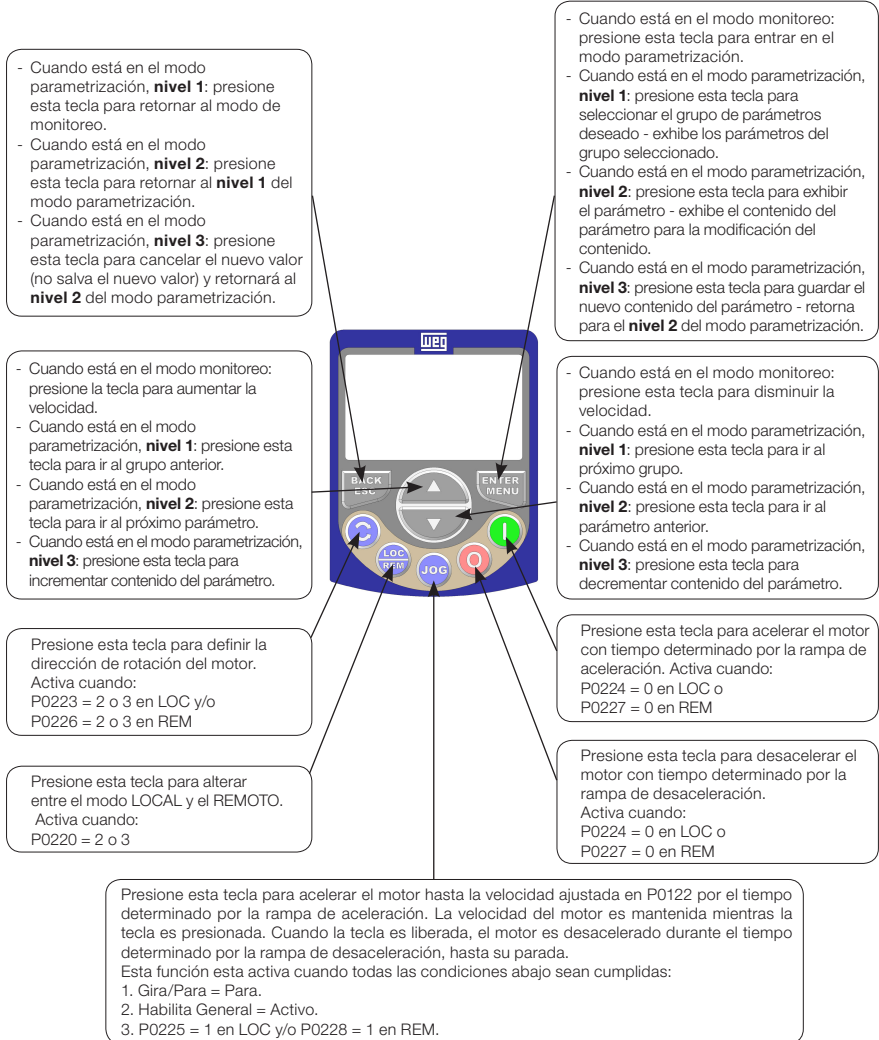 - Cuando está en el modo
parametrización, nivel 1: presione
esta tecla para retornar al modo de
monitoreo.
- Cuando está en el modo
parametrización, nivel 2: presione
esta tecla para retornar al nivel 1 del
modo parametrización.
- Cuando está en el modo
parametrización, nivel 3: presione
esta tecla para cancelar el nuevo valor
(no salva el nuevo valor) y retornará al
nivel 2 del modo parametrización.
- Cuando está en el modo monitoreo:
presione esta tecla para entrar en el
modo parametrización.
- Cuando está en el modo parametrización,
nivel 1: presione esta tecla para
seleccionar el grupo de parámetros
deseado - exhibe los parámetros del
grupo seleccionado.
- Cuando está en el modo parametrización,
nivel 2: presione esta tecla para exhibir
el parámetro - exhibe el contenido del
parámetro para la modificación del
contenido.
- Cuando está en el modo parametrización,
nivel 3: presione esta tecla para guardar el
nuevo contenido del parámetro - retorna
para el nivel 2 del modo parametrización.
- Cuando está en el modo monitoreo:
presione la tecla para aumentar la
velocidad.
- Cuando está en el modo
parametrización, nivel 1: presione esta
tecla para ir al grupo anterior.
- Cuando está en el modo
parametrización, nivel 2: presione esta
tecla para ir al próximo parámetro.
- Cuando está en el modo parametrización,
nivel 3: presione esta tecla para
incrementar contenido del parámetro.
weg
BACK
ESC
ENTER
MENU
LOC
REM
JOG
- Cuando está en el modo monitoreo:
presione esta tecla para disminuir la
velocidad.
- Cuando está en el modo parametrización,
nivel 1: presione esta tecla para ir al
próximo grupo.
- Cuando está en el modo parametrización,
nivel 2: presione esta tecla para ir al
parámetro anterior.
- Cuando está en el modo parametrización,
nivel 3: presione esta tecla para
decrementar contenido del parámetro.
Presione esta tecla para definir la
dirección de rotación del motor.
Activa cuando:
P0223 = 2 o 3 en LOC y/o
P0226 = 2 o 3 en REM
Presione esta tecla para acelerar el motor
con tiempo determinado por la rampa de
aceleración. Activa cuando:
P0224 = 0 en LOC o
P0227 = 0 en REM
Presione esta tecla para alterar
entre el modo LOCAL y el REMOTO.
Activa cuando:
P0220 = 2 o 3
Presione esta tecla para desacelerar el
motor con tiempo determinado por la
rampa de desaceleración.
Activa cuando:
P0224 = 0 en LOC o
P0227 = 0 en REM
Presione esta tecla para acelerar el motor hasta la velocidad ajustada en P0122 por el tiempo
determinado por la rampa de aceleración. La velocidad del motor es mantenida mientras la
tecla es presionada. Cuando la tecla es liberada, el motor es desacelerado durante el tiempo
determinado por la rampa de desaceleración, hasta su parada.
Esta función esta activa cuando todas las condiciones abajo sean cumplidas:
1. Gira/Para = Para.
2. Habilita General = Activo.
3. P0225 = 1 en LOC y/o P0228 = 1 en REM.